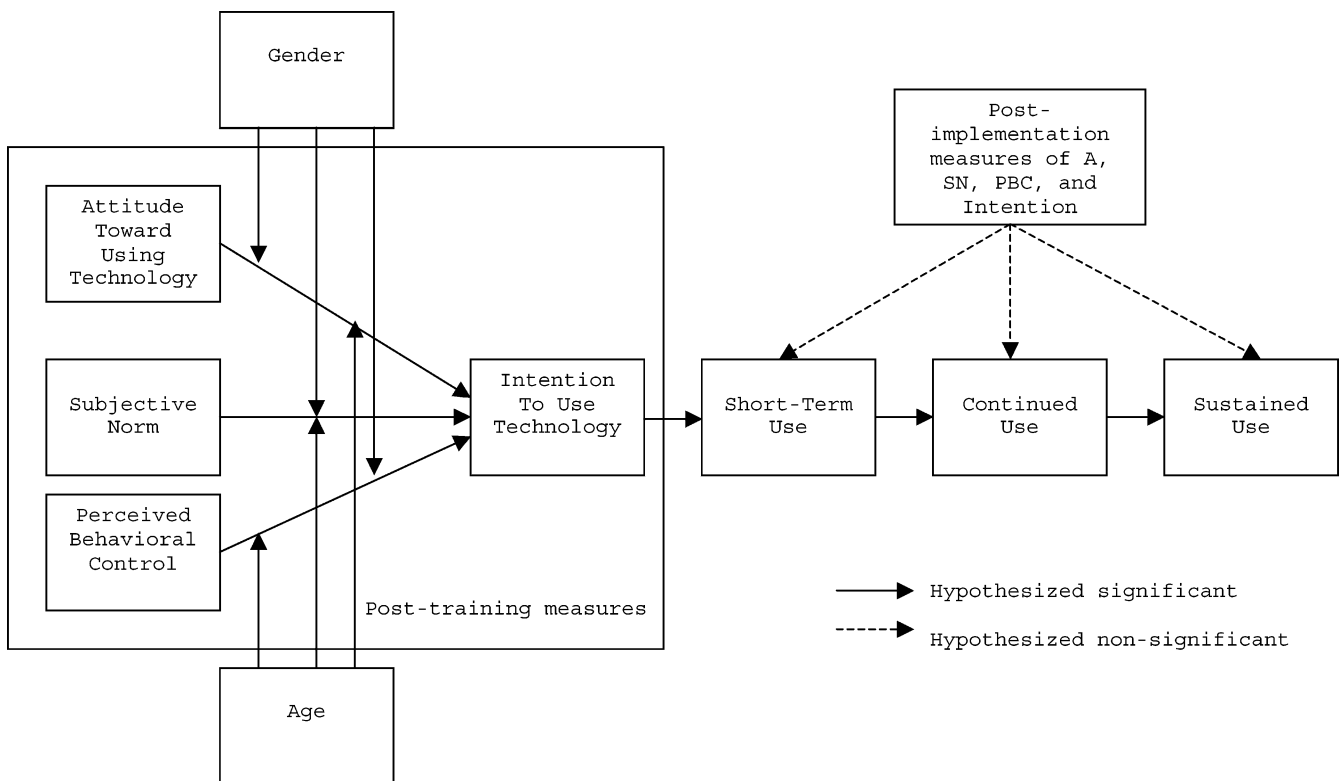 Gender
Post-
implementation
measures of A,
SN, PBC, and
Intention
Attitude
Toward
Using
Technology
Subjective
Norm
Intention
To Use
Technology
Short-Term
Use
Continued
Use
Sustained
Use
Perceived
Behavioral
Control
Post-training measures
Hypothesized significant
Hypothesized non-significant
Age